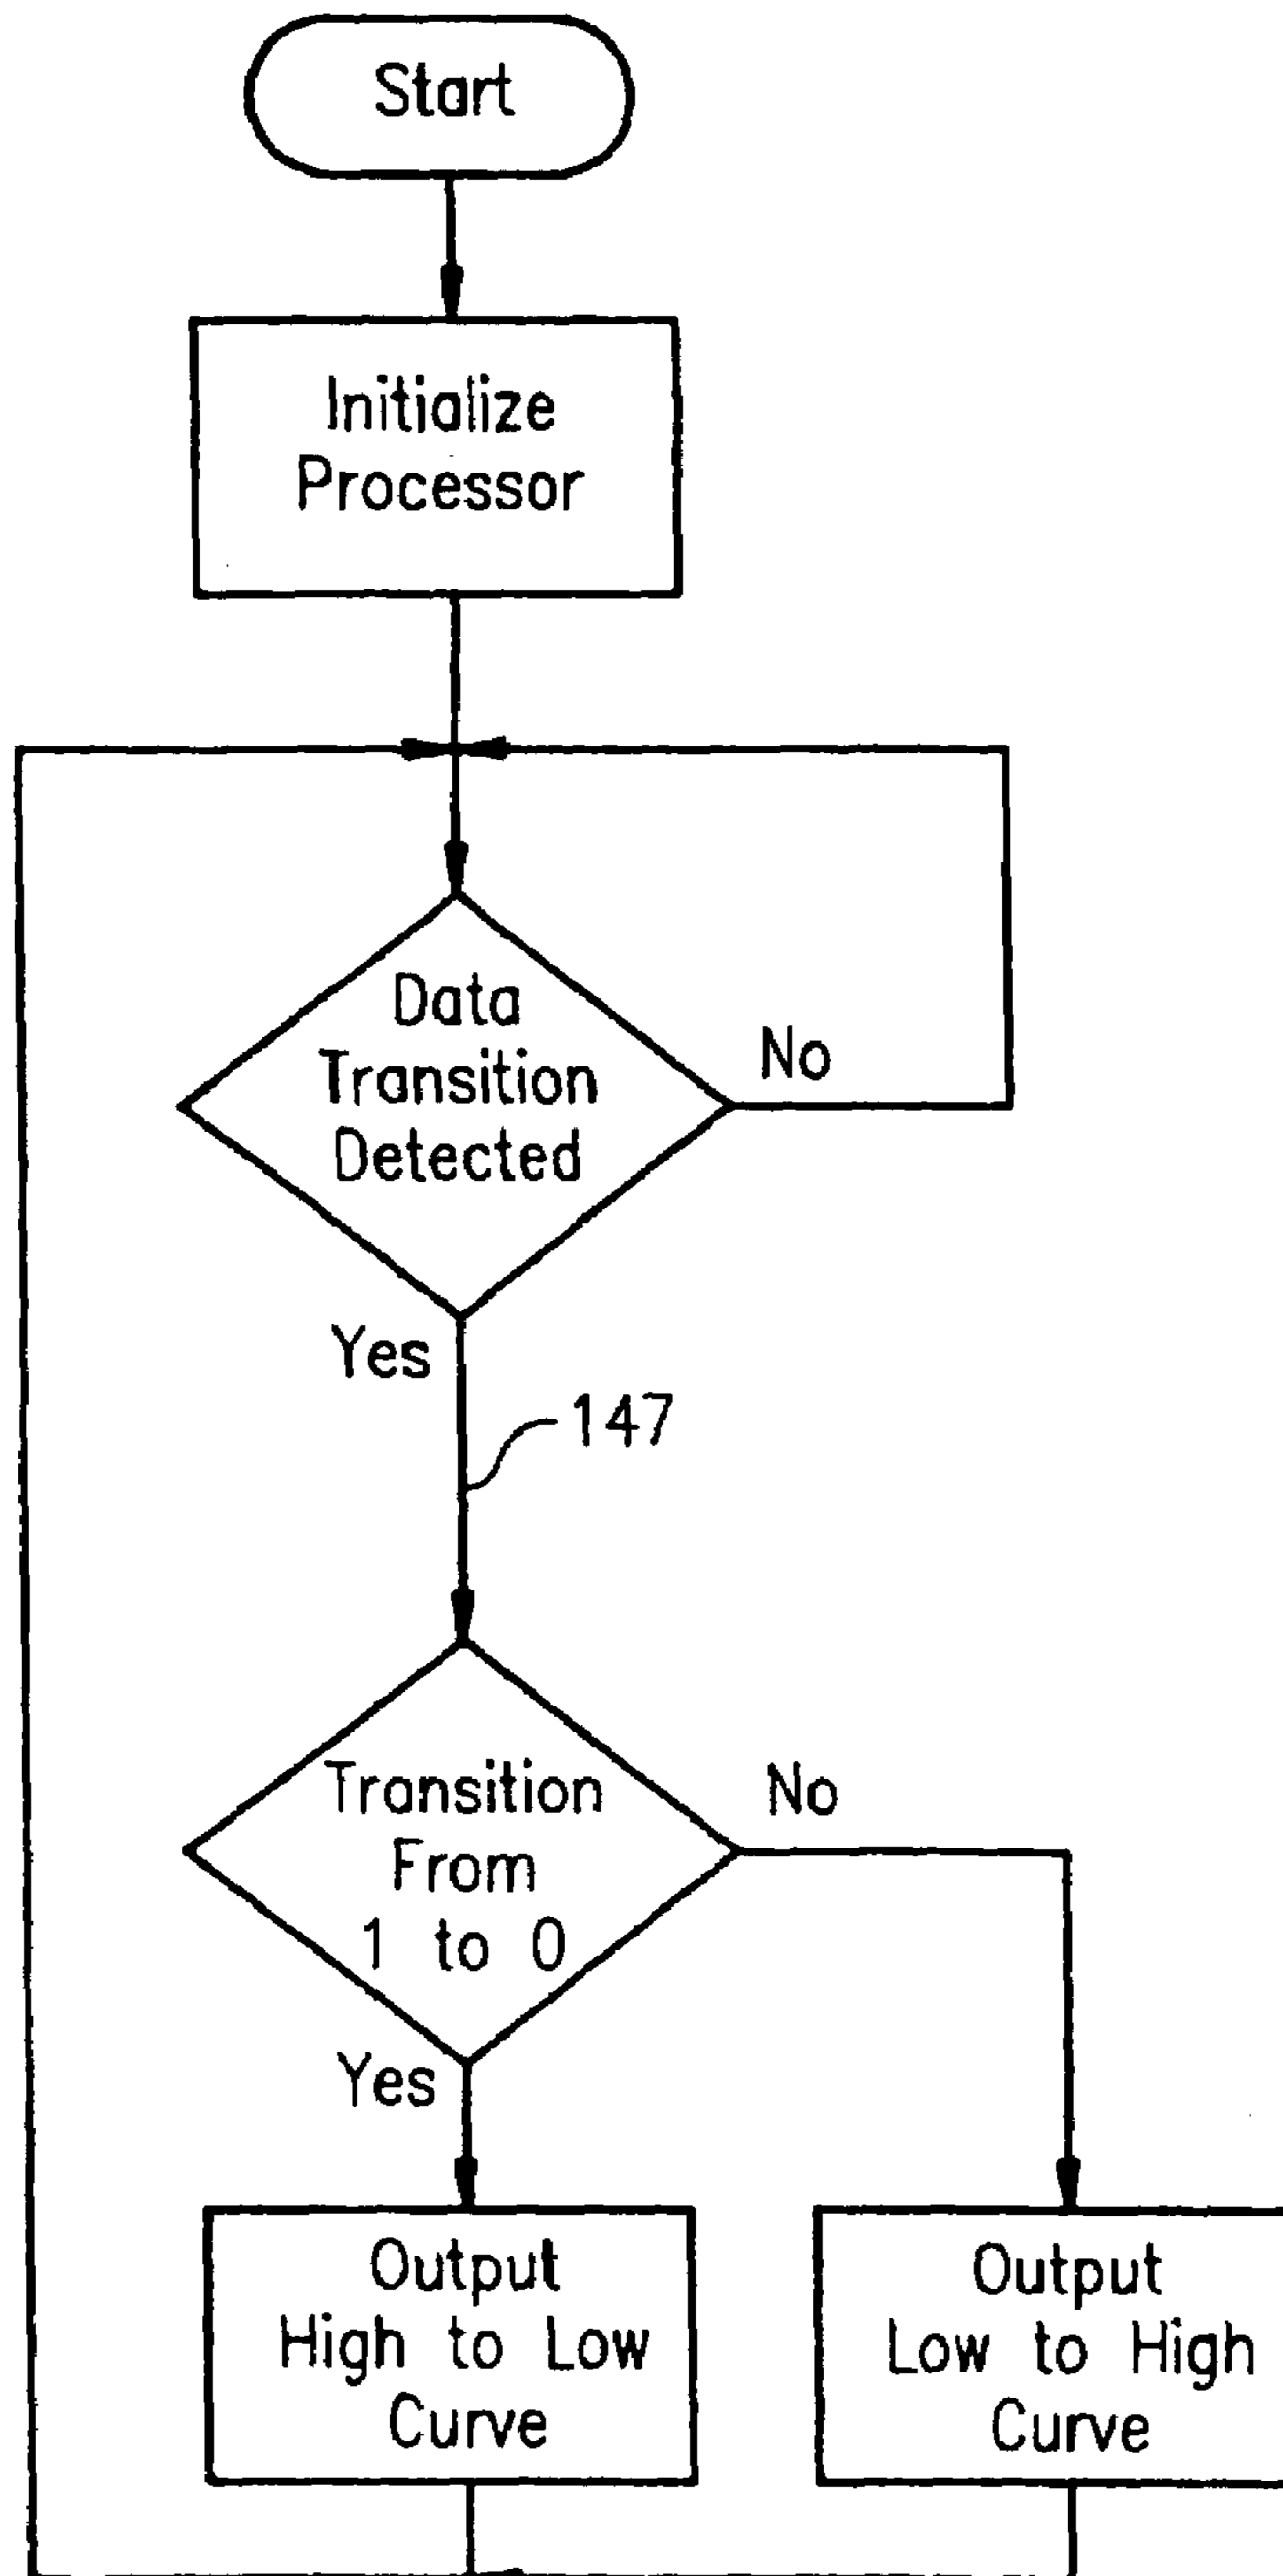 Start
Initialize
Processor
Data
Transition
Detected
No
Yes
147
Transition
From
1 to 0
No
Yes
Output
High to Low
Curve
Output
Low to High
Curve